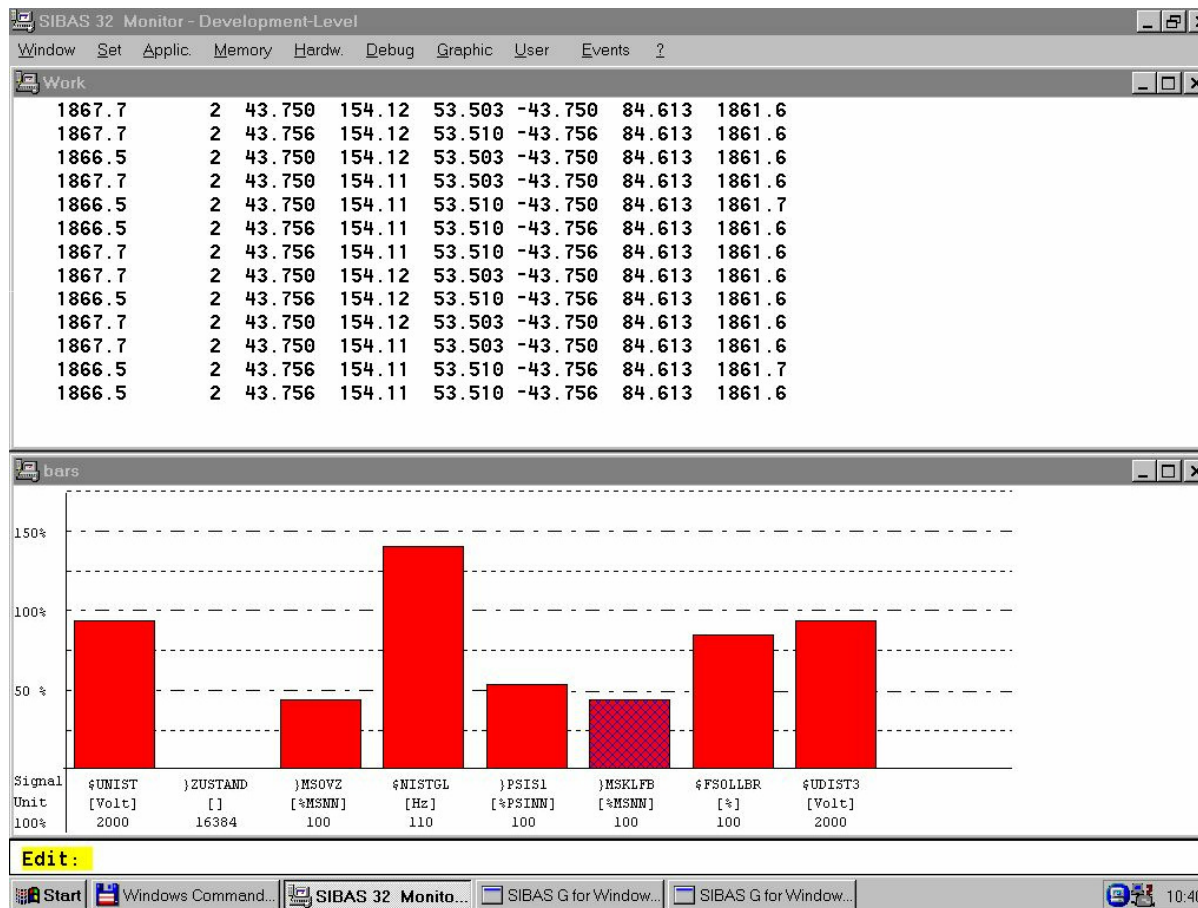 SIBAS 32 Monitor - Development-Level
Window Set Applic. Memory Hardw. Debug Graphic User Events ?
Work
1867.7 2 43.750 154.12 53.503 -43.750 84.613 1861.6
1867.7 2 43.756 154.12 53.510 -43.756 84.613 1861.6
1866.5 2 43.750 154.12 53.503 -43.750 84.613 1861.6
1867.7 2 43.750 154.11 53.503 -43.750 84.613 1861.6
1866.5 2 43.750 154.11 53.510 -43.750 84.613 1861.7
1866.5 2 43.756 154.11 53.510 -43.756 84.613 1861.6
1867.7 2 43.756 154.11 53.510 -43.756 84.613 1861.6
1867.7 2 43.750 154.12 53.503 -43.750 84.613 1861.6
1866.5 2 43.756 154.12 53.510 -43.756 84.613 1861.6
1867.7 2 43.750 154.12 53.503 -43.750 84.613 1861.6
1867.7 2 43.750 154.11 53.503 -43.750 84.613 1861.6
1866.5 2 43.756 154.11 53.510 -43.756 84.613 1861.7
1866.5 2 43.756 154.11 53.510 -43.756 84.613 1861.6
bars
150%
100%
50 %
Signal $UNIST }ZUSTAND }MSOVZ $NISTGL }PSIS1 }MSKLFB $FSOLLBR $UDIST3
Unit [Volt] [] [%MSNN] [Hz] [%PSINN] [%MSNN] [%] [Volt]
100% 2000 16384 100 110 100 100 100 2000
Edit:
Start Windows Command... SIBAS 32 Monito... SIBAS G for Window... SIBAS G for Window...